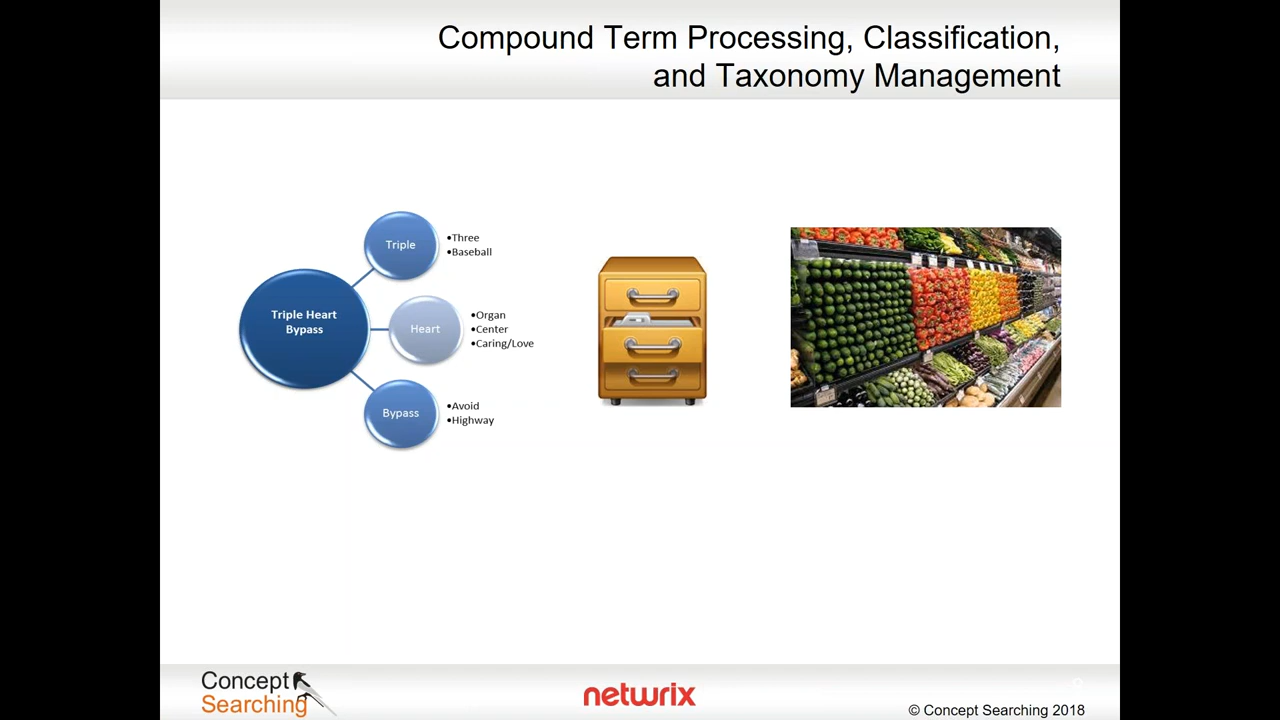 Compound Term Processing, Classification,
and Taxonomy Management
Triple
•Three
•Baseball
Triple Heart
Bypass
Heart
•Organ
•Center
•Caring/Love
Bypass
•Avoid
•Highway
Concept
Searching
netwrix
© Concept Searching 2018